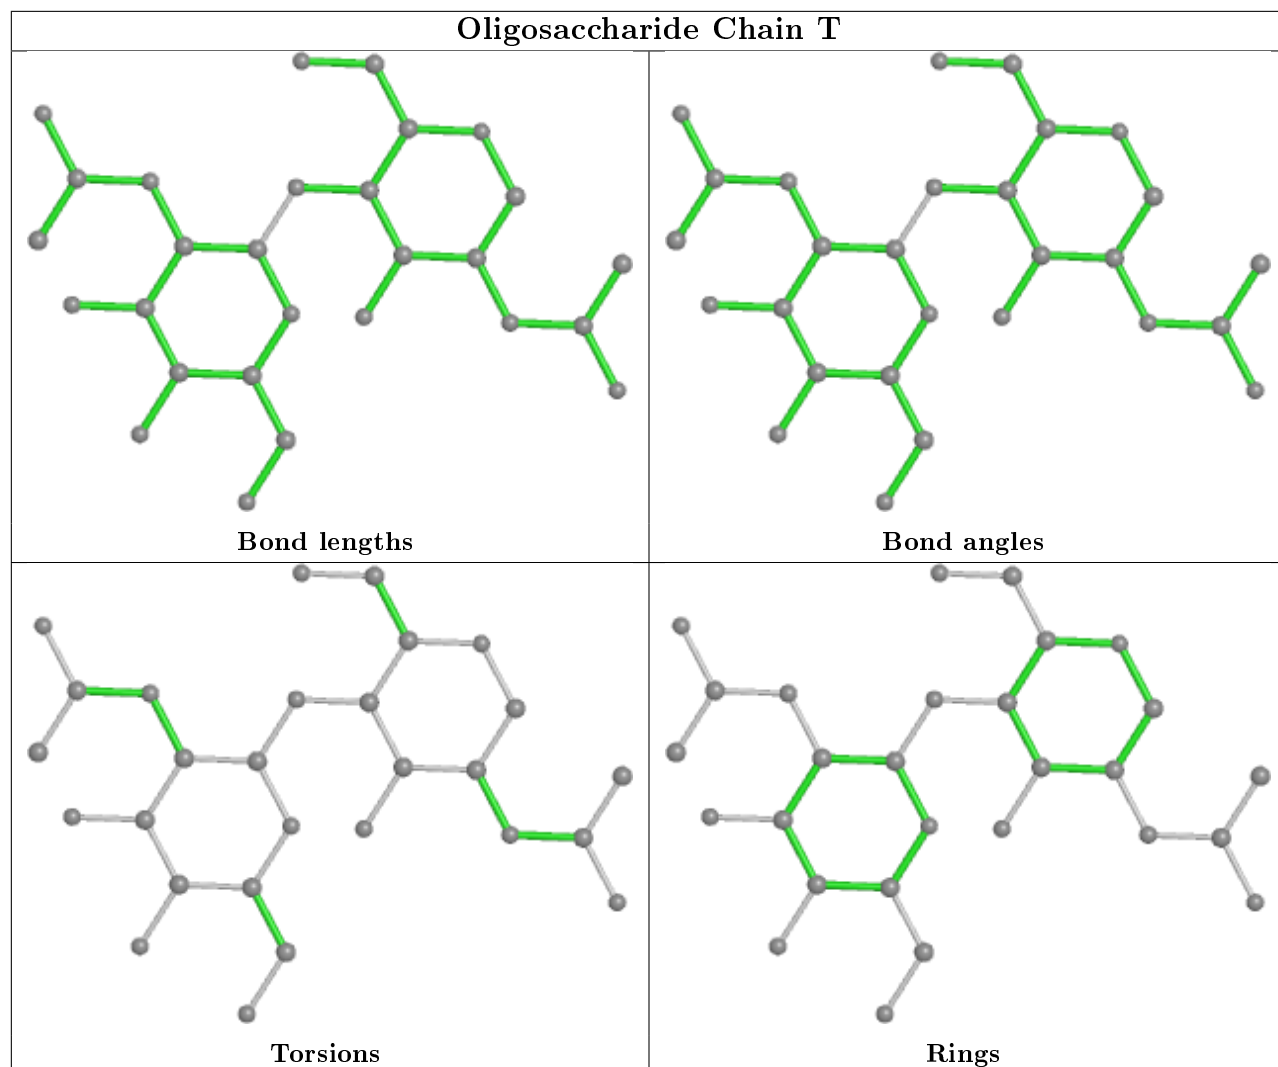 Oligosaccharide Chain T
Bond lengths
Bond angles
Torsions
Rings